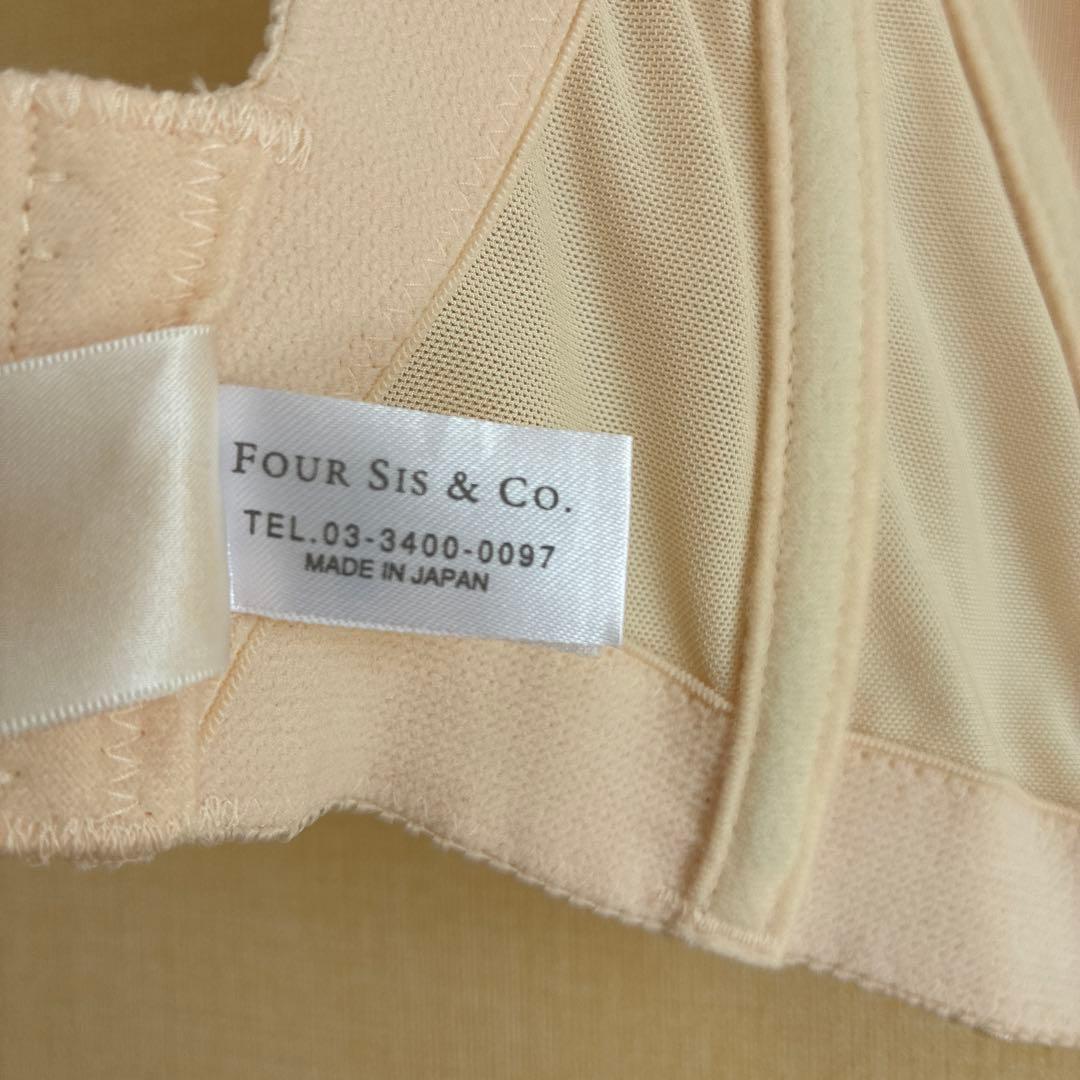 FOUR SIS & CO.
TEL.03-3400-0097
MADE IN JAPAN